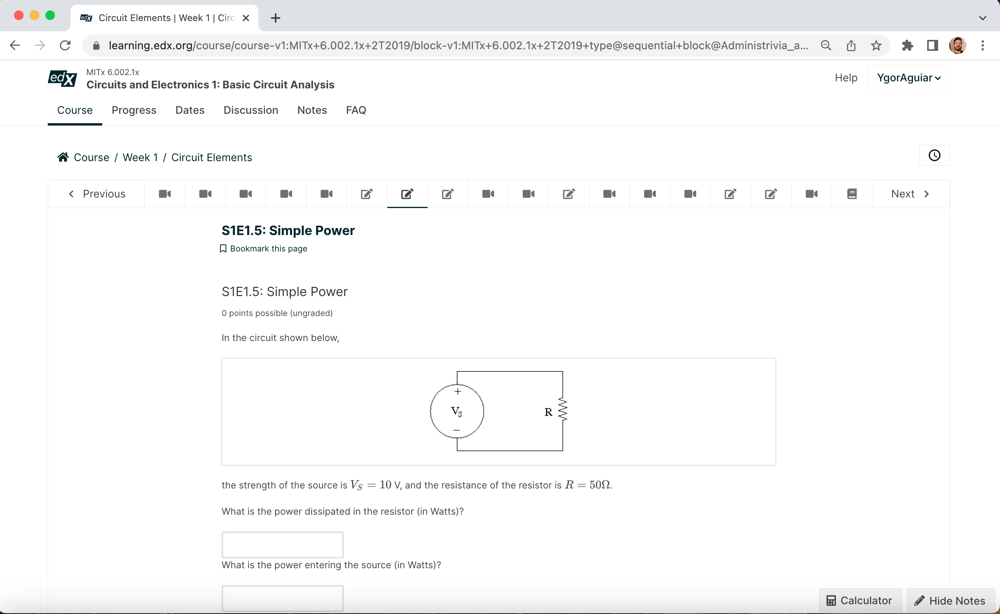 edX Circuit Elements | Week 1 | Circ
learning.edx.org/course/course-v1:MITx+6.002.1x+2T2019/block-v1:MITx+6.002.1x+2T2019+type@sequential+block@Administrivia_a...
edX
MITx 6.002.1x
Circuits and Electronics 1: Basic Circuit Analysis
Help
YgorAguiar
Course Progress Dates Discussion Notes FAQ
Course / Week 1 / Circuit Elements
Previous
Next
S1E1.5: Simple Power
Bookmark this page
S1E1.5: Simple Power
0 points possible (ungraded)
In the circuit shown below,
+
V_S
−
R
the strength of the source is V_S = 10 V, and the resistance of the resistor is R = 50Ω.
What is the power dissipated in the resistor (in Watts)?
What is the power entering the source (in Watts)?
Calculator
Hide Notes